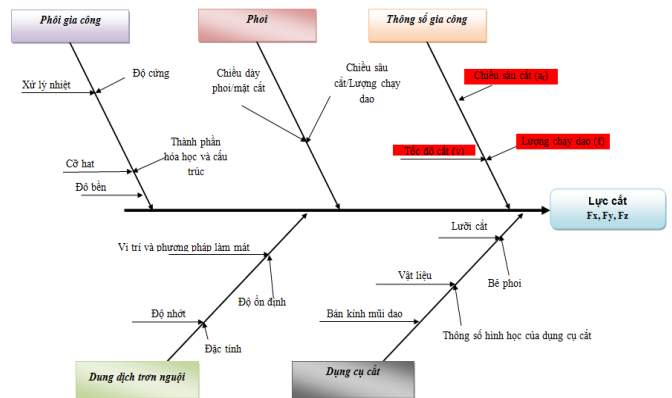 Phôi gia công
Phoi
Thông số gia công
Xử lý nhiệt
Độ cứng
Thành phần
hóa học và cấu
trúc
Cỡ hat
Đô bền
Chiều dày
phoi/mặt cắt
Chiều sâu
cắt/Lượng chạy
dao
Chiều sâu cắt (aᵣ)
Lượng chạy dao (f)
Tốc độ cắt (v)
Lực cắt
Fx, Fy, Fz
Vi trí và phương pháp làm mát
Độ ổn định
Độ nhớt
Đặc tính
Dung dịch trơn nguội
Lưỡi cắt
Bẻ phoi
Vật liệu
Bán kính mũi dao
Thông số hình học của dụng cụ cắt
Dụng cụ cắt